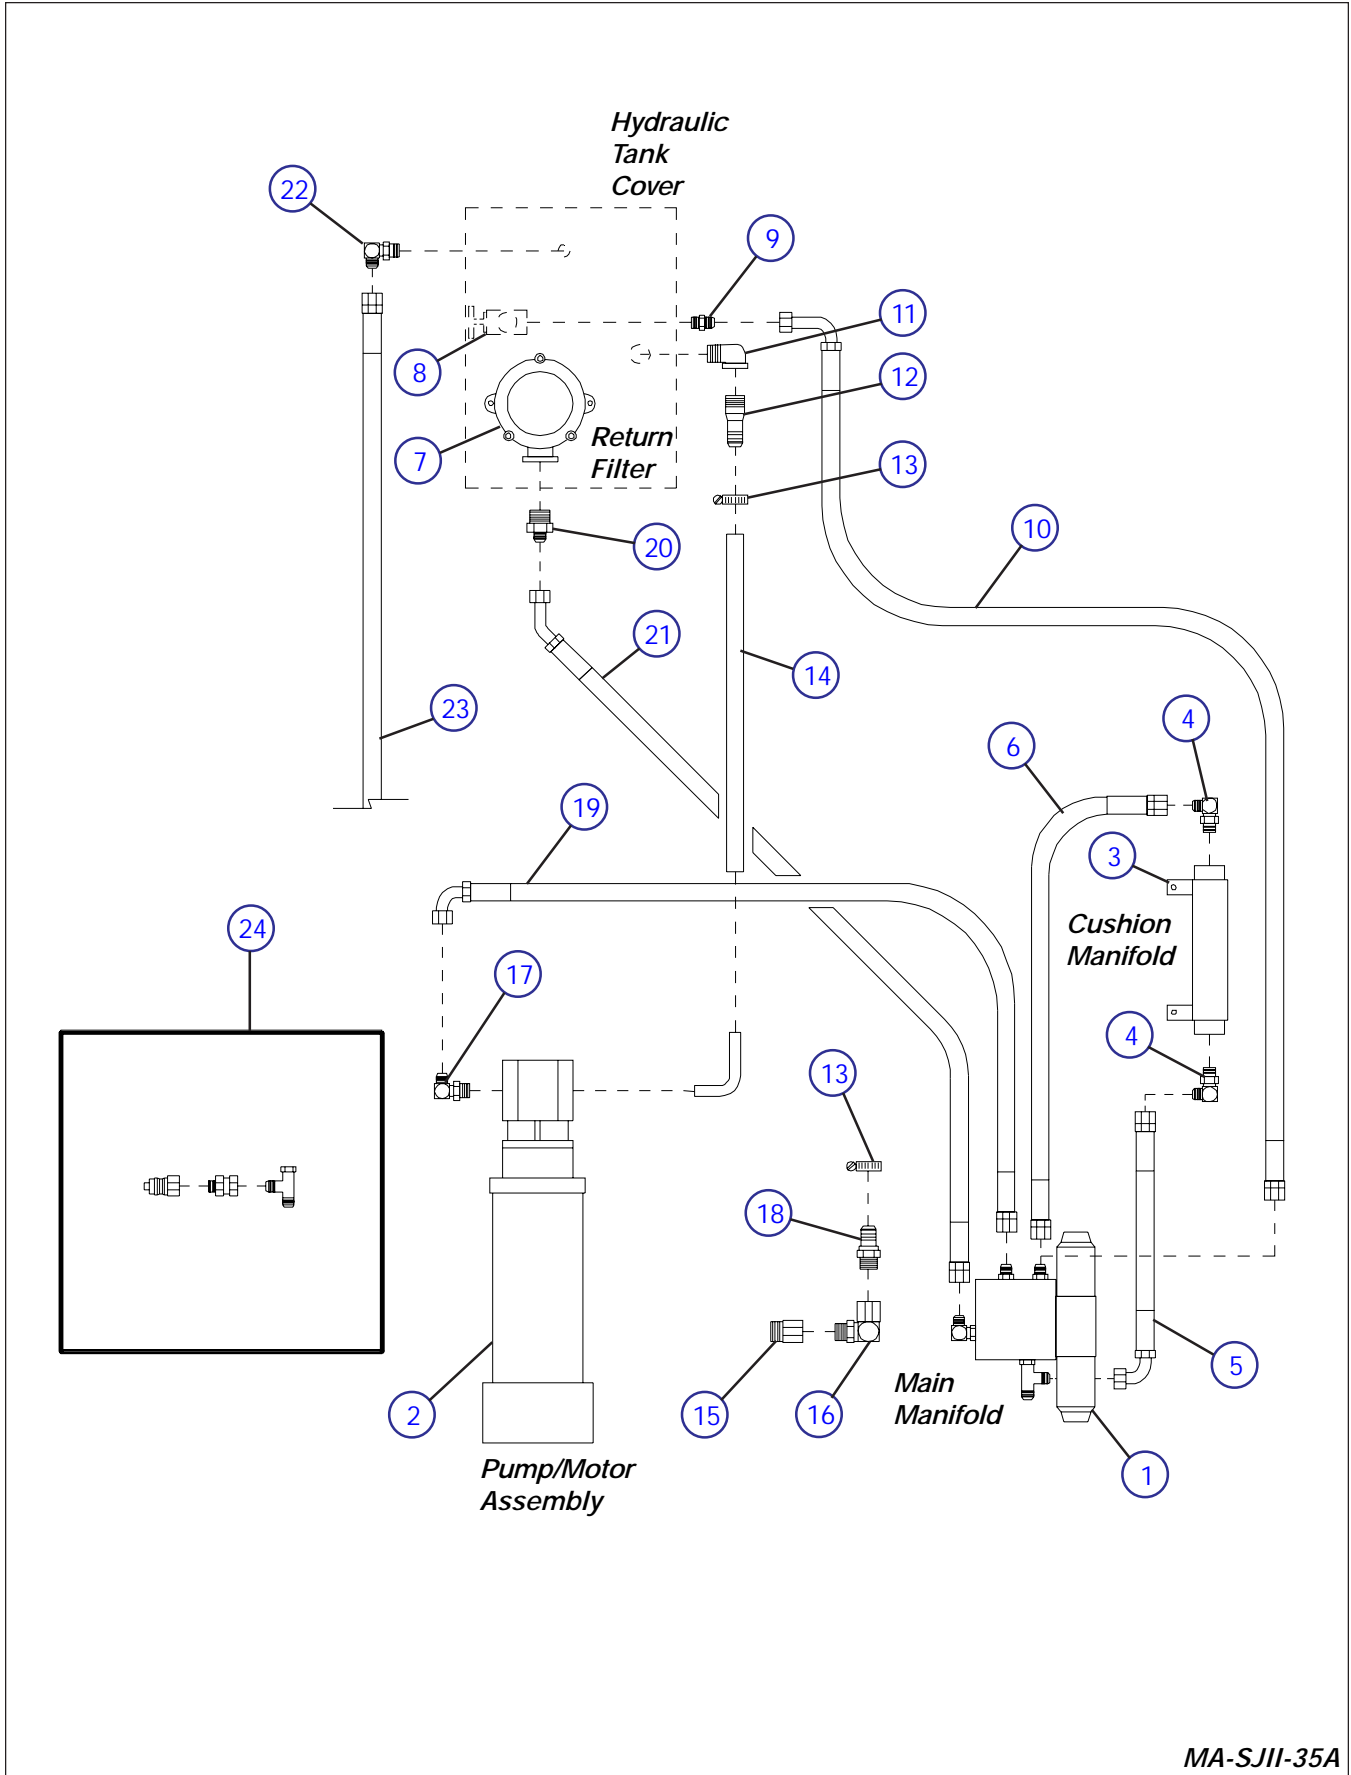 Hydraulic
Tank
Cover
22
9
11
8
12
7
Return
Filter
13
10
20
21
14
23
4
6
19
3
24
Cushion
Manifold
17
4
13
18
5
Main
Manifold
2
15
16
1
Pump/Motor
Assembly
MA-SJII-35A